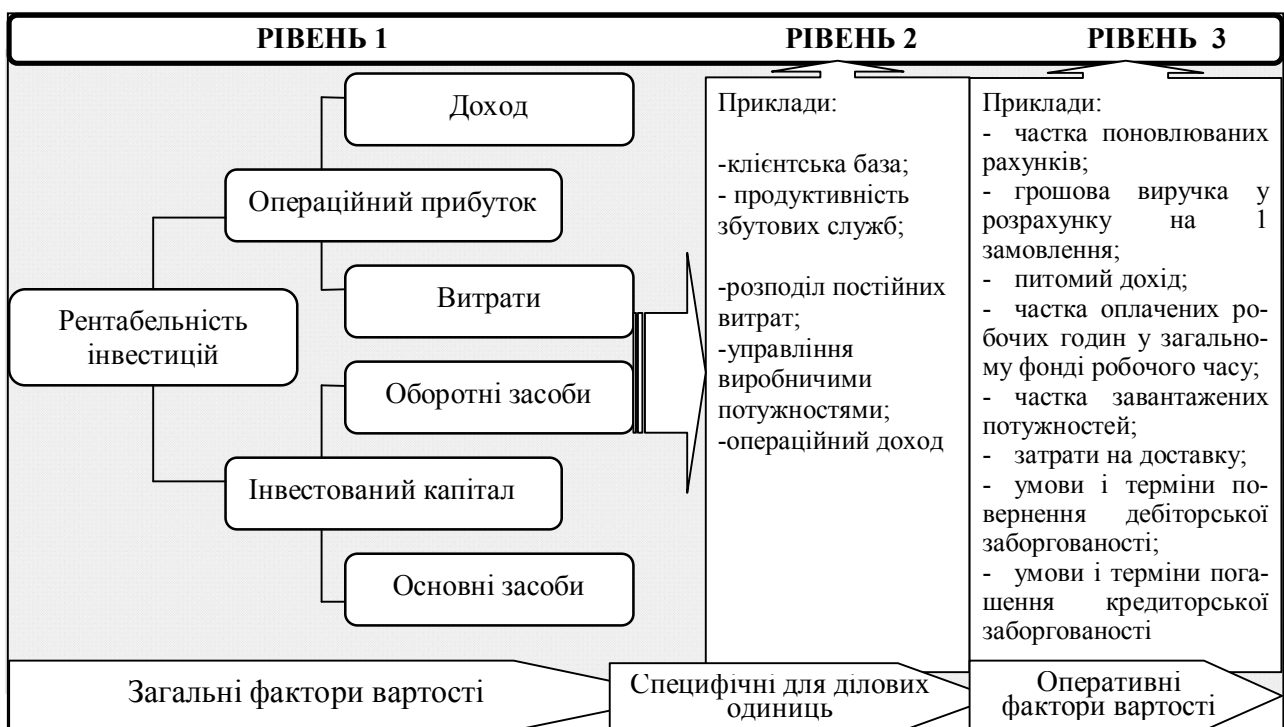 РІВЕНЬ 1
РІВЕНЬ 2
РІВЕНЬ 3
Доход
Операційний прибуток
Витрати
Рентабельність
інвестицій
Оборотні засоби
Інвестований капітал
Основні засоби
Приклади:
-клієнтська база;
- продуктивність
збутових служб;
-розподіл постійних
витрат;
-управління
виробничими
потужностями;
-операційний доход
Приклади:
- частка поновлюваних
рахунків;
- грошова виручка у
розрахунку на 1
замовлення;
- питомий дохід;
- частка оплачених ро-
бочих годин у загально-
му фонді робочого часу;
- частка завантажених
потужностей;
- затрати на доставку;
- умови і терміни по-
вернення дебіторської
заборгованості;
- умови і терміни пога-
шення кредиторської
заборгованості
Загальні фактори вартості
Специфічні для ділових
одиниць
Оперативні
фактори вартості